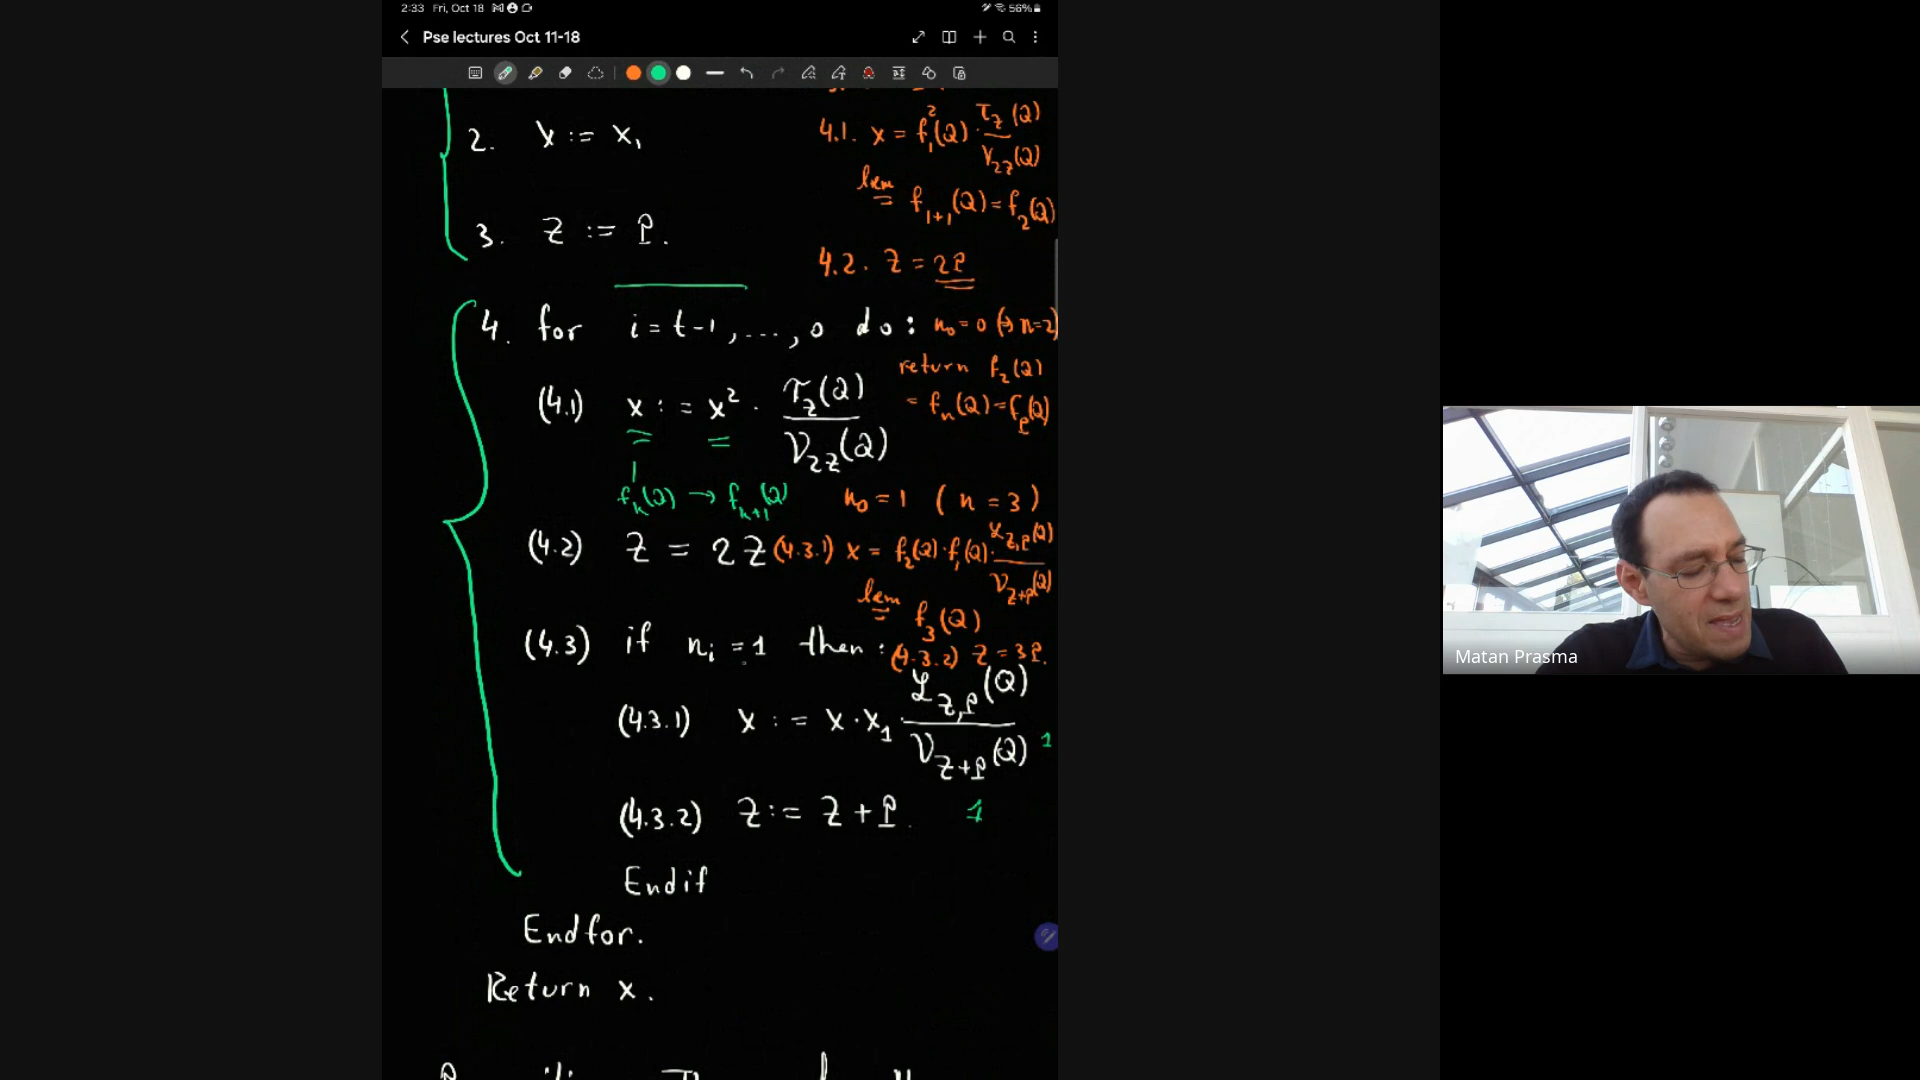 2:33 Fri, Oct 18
56%
Pse lectures Oct 11-18
2. x := x₁
3. Z := P.
4. for i = t-1, ..., 0 do :
(4.1) x := x² · T_Z(Q) / V_{2Z}(Q)
f_k(Q) → f_{k+1}(Q)
(4.2) Z = 2Z
(4.3) if nᵢ = 1 then :
(4.3.1) x := x · x₁ · L_{Z,P}(Q) / V_{Z+P}(Q) 1
(4.3.2) Z := Z + P. 1
Endif
Endfor.
Return x.
4.1. x = f₁²(Q) · T_Z(Q) / V_{2Z}(Q)
lem = f_{1+1}(Q) = f₂(Q)
4.2. Z = 2P
n₀ = 0 (→ n=2)
return f₂(Q)
= f_n(Q) = f_P(Q)
n₀ = 1 ( n = 3 )
(4.3.1) x = f₂(Q) · f₁(Q) · L_{Z,P}(Q) / V_{Z+P}(Q)
lem = f₃(Q)
(4.3.2) Z = 3P.
Matan Prasma